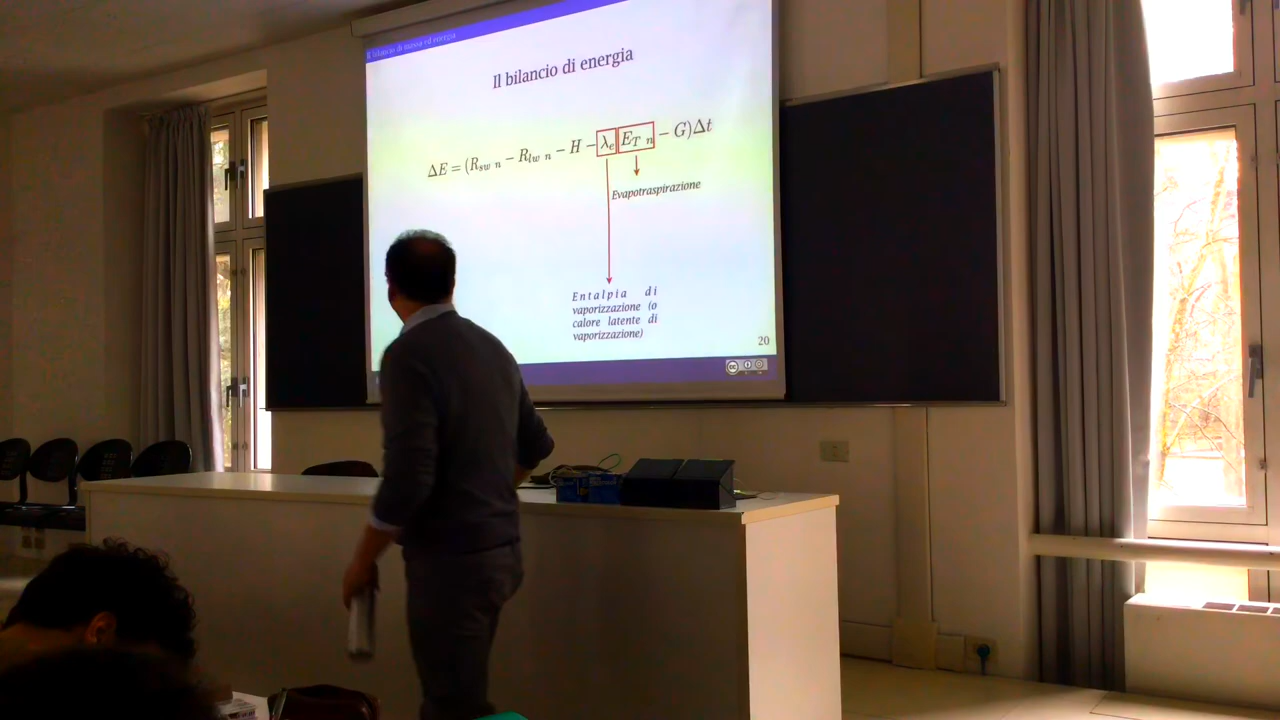 Il bilancio di massa ed energia
Il bilancio di energia
ΔE = (R_sw n − R_lw n − H − λ_e E_T n − G)Δt
Evapotraspirazione
Entalpia di
vaporizzazione (o
calore latente di
vaporizzazione)
20
cc